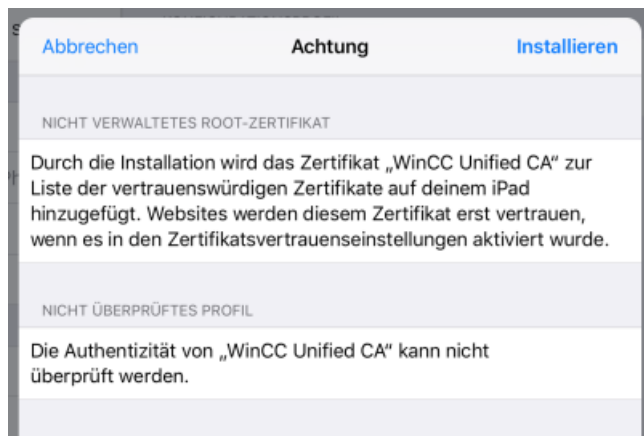 Abbrechen Achtung Installieren
NICHT VERWALTETES ROOT-ZERTIFIKAT
Durch die Installation wird das Zertifikat „WinCC Unified CA“ zur
Liste der vertrauenswürdigen Zertifikate auf deinem iPad
hinzugefügt. Websites werden diesem Zertifikat erst vertrauen,
wenn es in den Zertifikatsvertrauenseinstellungen aktiviert wurde.
NICHT ÜBERPRÜFTES PROFIL
Die Authentizität von „WinCC Unified CA“ kann nicht
überprüft werden.